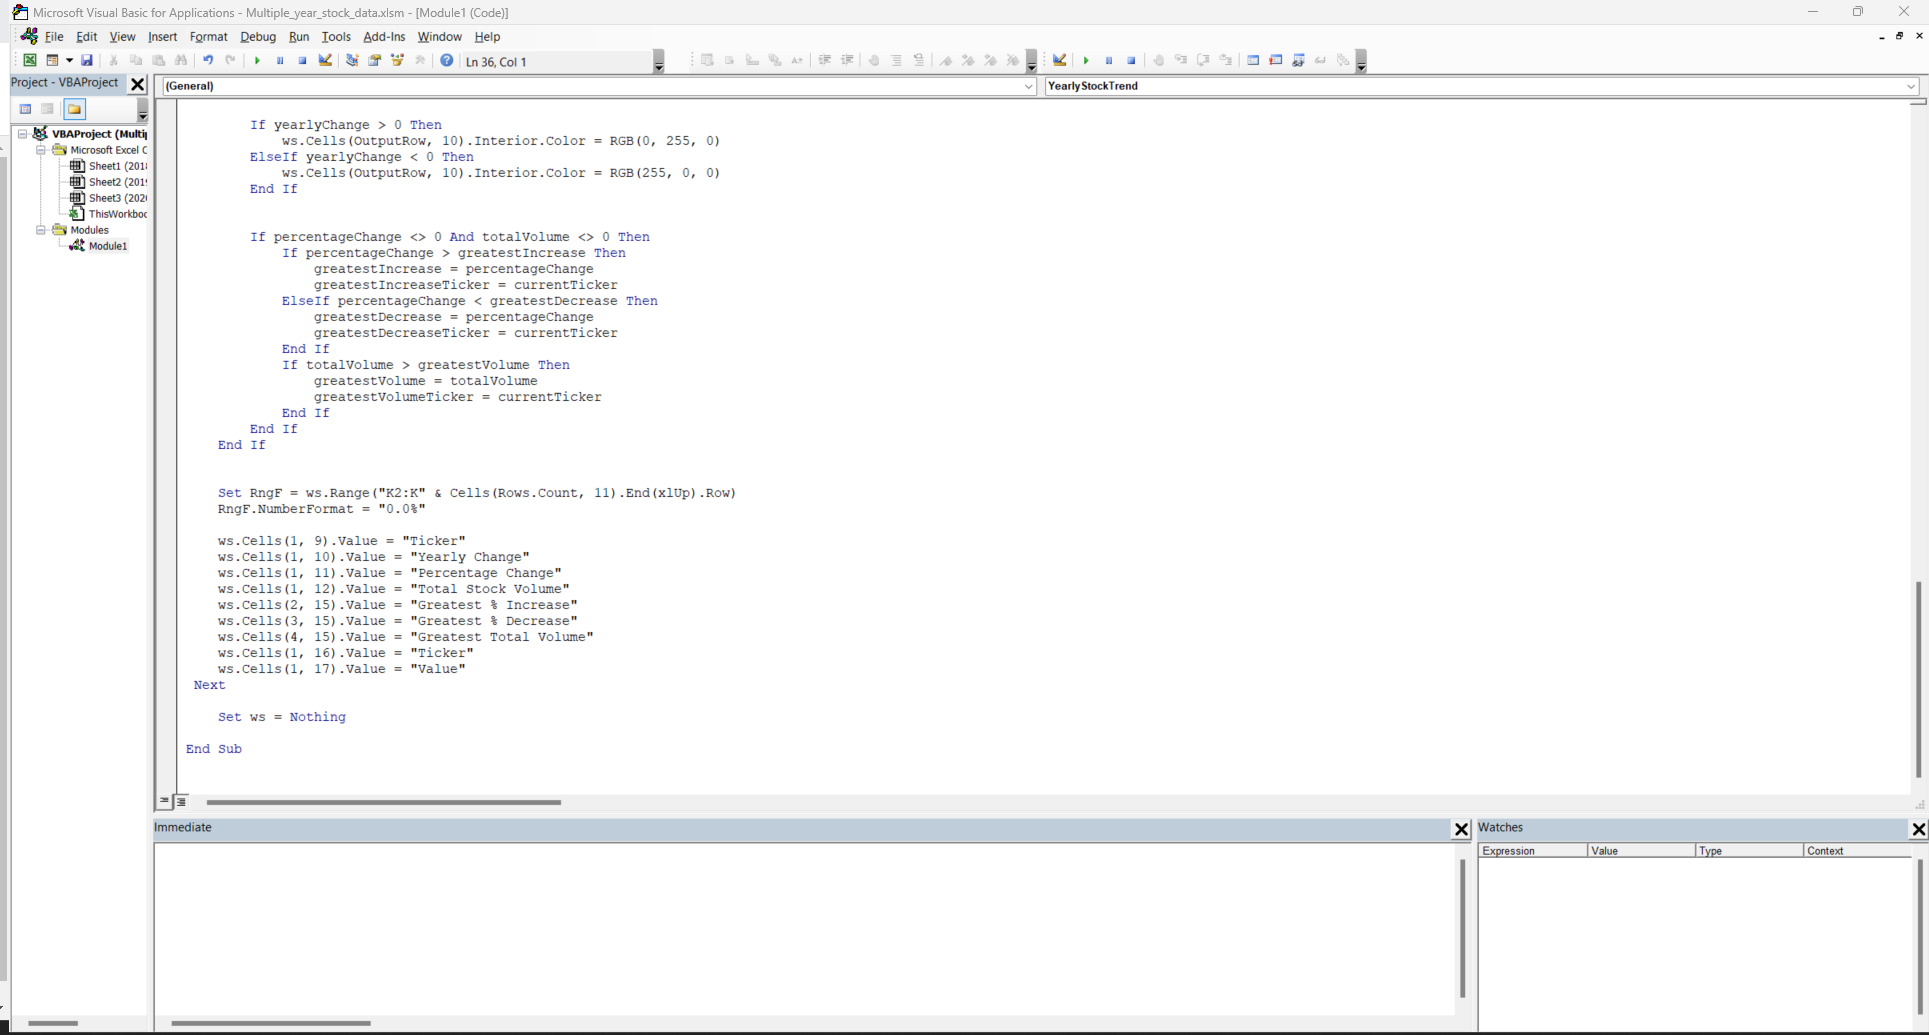 Microsoft Visual Basic for Applications - Multiple_year_stock_data.xlsm - [Module1 (Code)]
File Edit View Insert Format Debug Run Tools Add-Ins Window Help
Ln 36, Col 1
Project - VBAProject
(General)
YearlyStockTrend
VBAProject (Multi
Microsoft Excel O
Sheet1 (201
Sheet2 (201
Sheet3 (202
ThisWorkboo
Modules
Module1
If yearlyChange > 0 Then
ws.Cells(OutputRow, 10).Interior.Color = RGB(0, 255, 0)
ElseIf yearlyChange < 0 Then
ws.Cells(OutputRow, 10).Interior.Color = RGB(255, 0, 0)
End If
If percentageChange <> 0 And totalVolume <> 0 Then
If percentageChange > greatestIncrease Then
greatestIncrease = percentageChange
greatestIncreaseTicker = currentTicker
ElseIf percentageChange < greatestDecrease Then
greatestDecrease = percentageChange
greatestDecreaseTicker = currentTicker
End If
If totalVolume > greatestVolume Then
greatestVolume = totalVolume
greatestVolumeTicker = currentTicker
End If
End If
End If
Set RngF = ws.Range("K2:K" & Cells(Rows.Count, 11).End(xlUp).Row)
RngF.NumberFormat = "0.0%"
ws.Cells(1, 9).Value = "Ticker"
ws.Cells(1, 10).Value = "Yearly Change"
ws.Cells(1, 11).Value = "Percentage Change"
ws.Cells(1, 12).Value = "Total Stock Volume"
ws.Cells(2, 15).Value = "Greatest % Increase"
ws.Cells(3, 15).Value = "Greatest % Decrease"
ws.Cells(4, 15).Value = "Greatest Total Volume"
ws.Cells(1, 16).Value = "Ticker"
ws.Cells(1, 17).Value = "Value"
Next
Set ws = Nothing
End Sub
Immediate
Watches
Expression Value Type Context